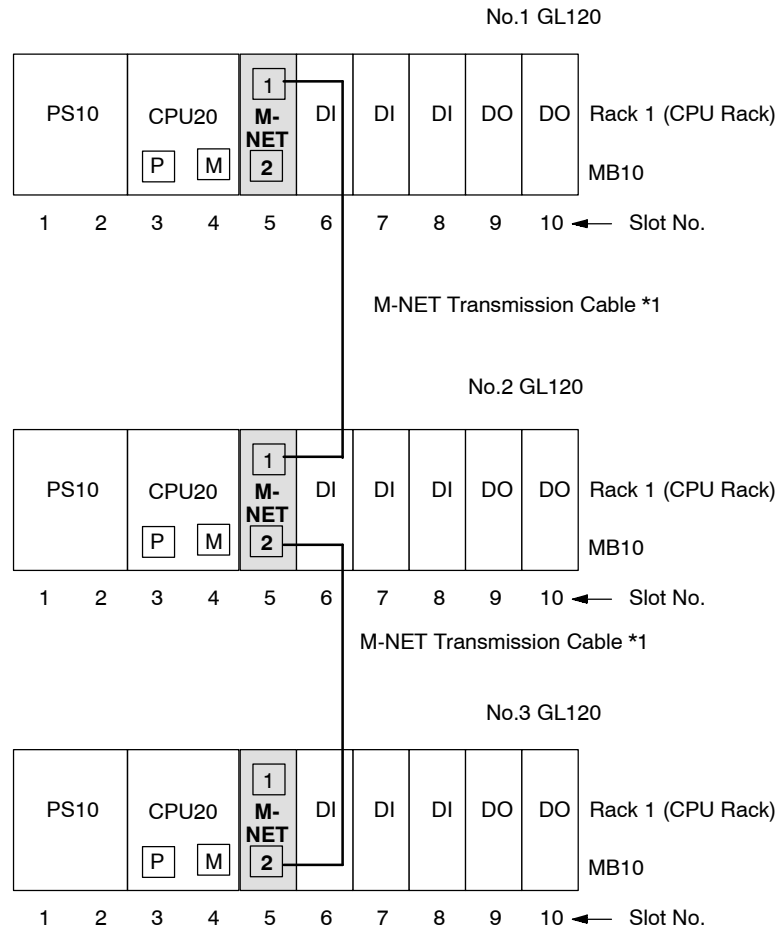 No.1 GL120
1
PS10 CPU20 M-NET DI DI DI DO DO Rack 1 (CPU Rack)
P M 2 MB10
1 2 3 4 5 6 7 8 9 10 Slot No.
M-NET Transmission Cable *1
No.2 GL120
1
PS10 CPU20 M-NET DI DI DI DO DO Rack 1 (CPU Rack)
P M 2 MB10
1 2 3 4 5 6 7 8 9 10 Slot No.
M-NET Transmission Cable *1
No.3 GL120
1
PS10 CPU20 M-NET DI DI DI DO DO Rack 1 (CPU Rack)
P M 2 MB10
1 2 3 4 5 6 7 8 9 10 Slot No.